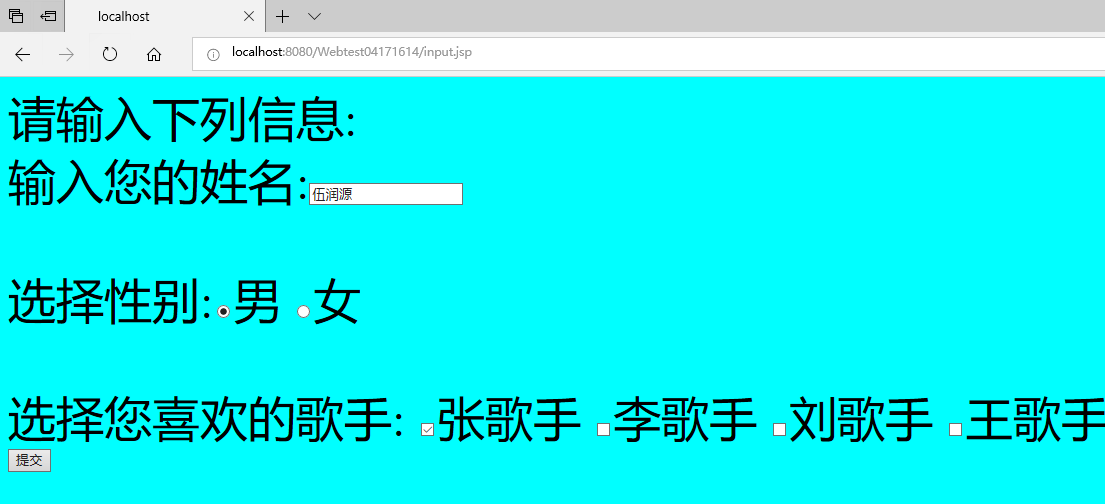 localhost
localhost:8080/Webtest04171614/input.jsp
请输入下列信息:
输入您的姓名:伍润源
选择性别:男 女
选择您喜欢的歌手: 张歌手 李歌手 刘歌手 王歌手
提交